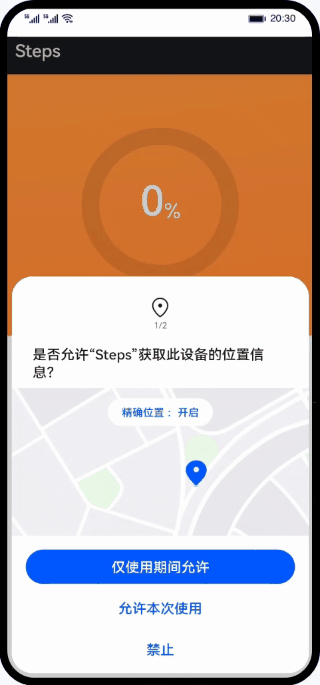 20:30
Steps
0%
1/2
是否允许“Steps”获取此设备的位置信
息？
精确位置：开启
仅使用期间允许
允许本次使用
禁止